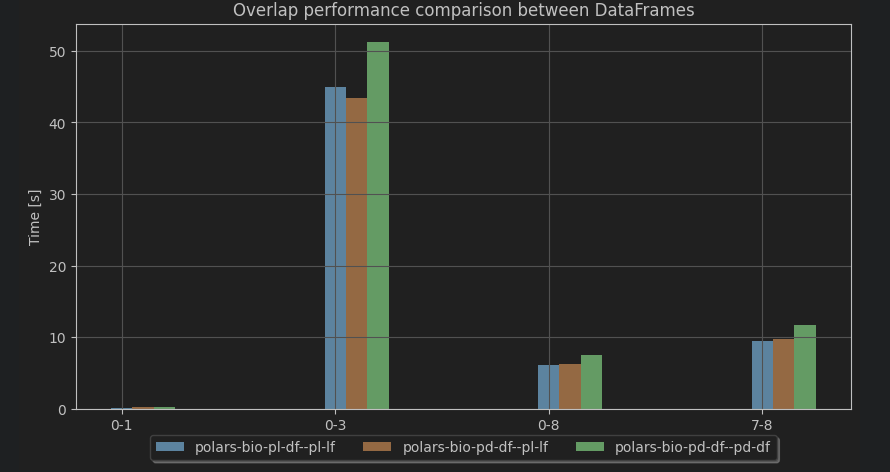 Overlap performance comparison between DataFrames
Time [s]
50
40
30
20
10
0
0-1 0-3 0-8 7-8
polars-bio-pl-df--pl-lf polars-bio-pd-df--pl-lf polars-bio-pd-df--pd-df